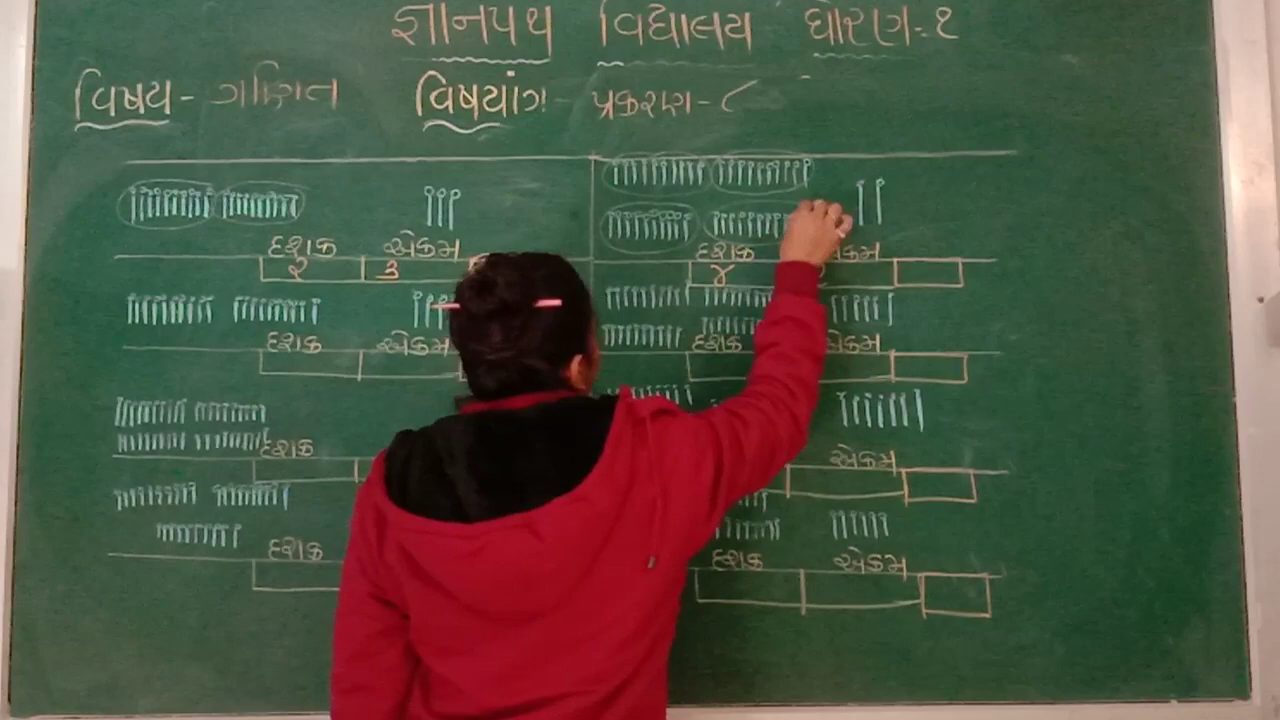 જ્ઞાનપથ વિદ્યાલય ધોરણ-૧
વિષય- ગણિત વિષયાંગ- પ્રકરણ-૮
દશક એકમ દશક એકમ
૨ ૩ ૪
દશક એકમ દશક એકમ
દશક એકમ
દશક દશક એકમ